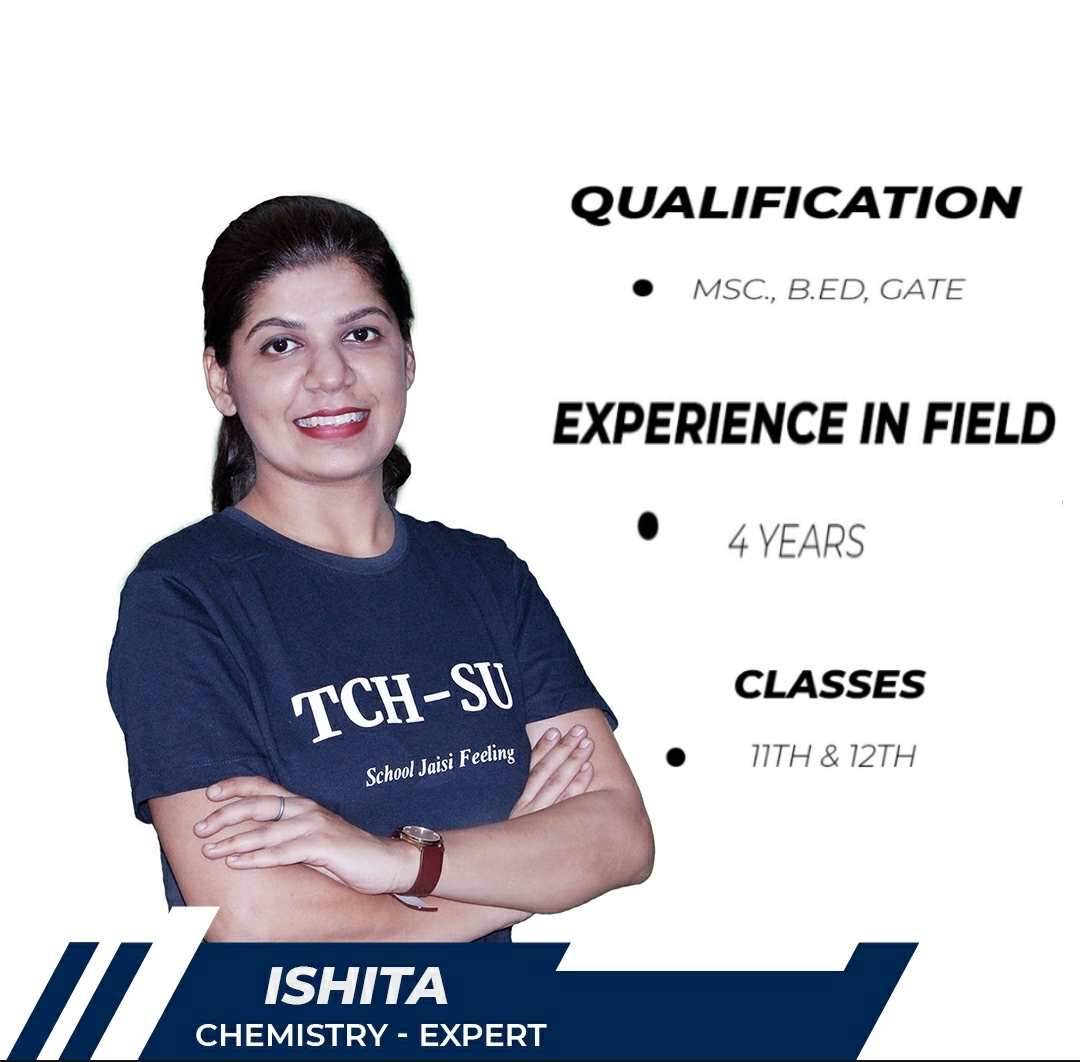 QUALIFICATION
MSC., B.ED, GATE
EXPERIENCE IN FIELD
4 YEARS
CLASSES
11TH & 12TH
TCH-SU
School Jaisi Feeling
ISHITA
CHEMISTRY - EXPERT